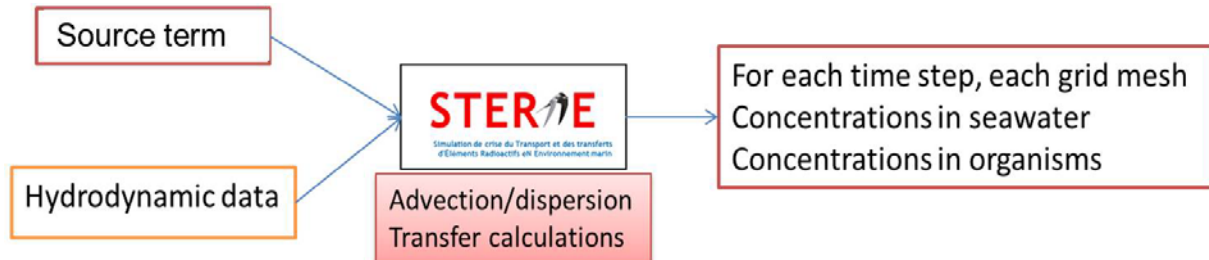 Source term
Hydrodynamic data
STERNE
Simulation de crise du Transport et des transferts
d'Éléments Radioactifs eN Environnement marin
Advection/dispersion
Transfer calculations
For each time step, each grid mesh
Concentrations in seawater
Concentrations in organisms